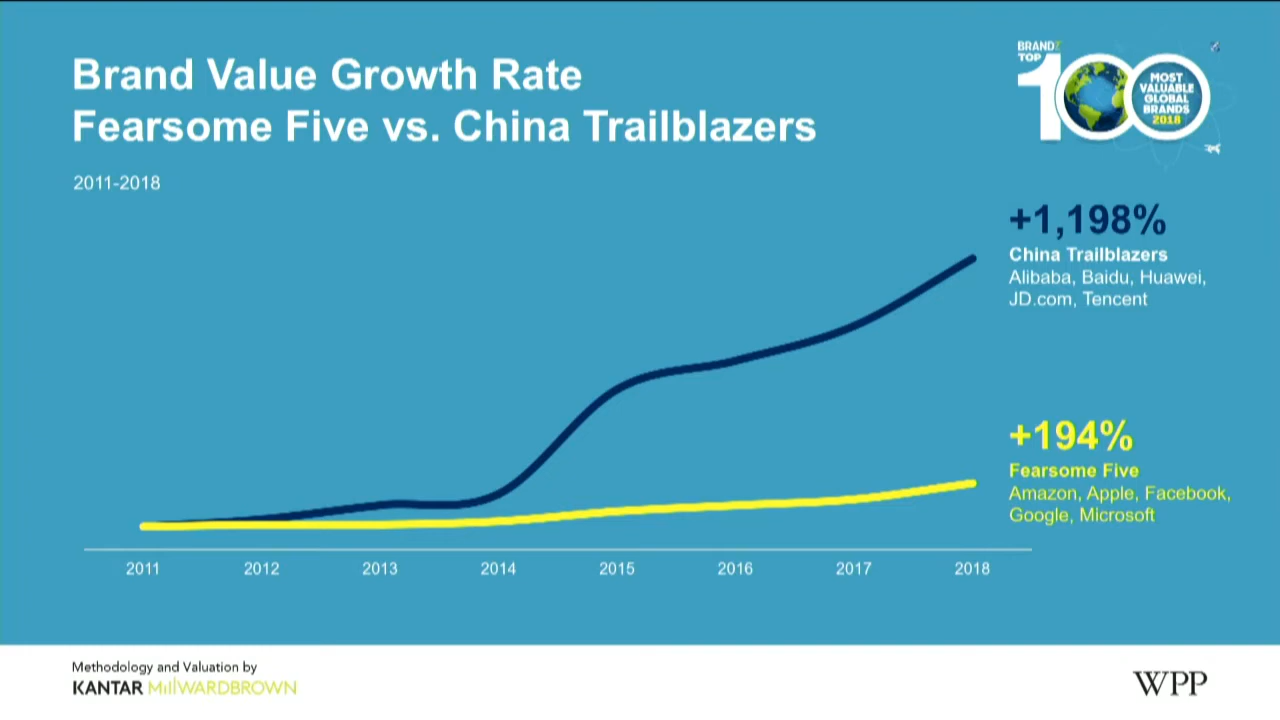 Brand Value Growth Rate
Fearsome Five vs. China Trailblazers
2011-2018
BRANDZ
TOP
100
MOST
VALUABLE
GLOBAL
BRANDS
2018
+1,198%
China Trailblazers
Alibaba, Baidu, Huawei,
JD.com, Tencent
+194%
Fearsome Five
Amazon, Apple, Facebook,
Google, Microsoft
2011 2012 2013 2014 2015 2016 2017 2018
Methodology and Valuation by
KANTAR MillWARDBROWN
WPP